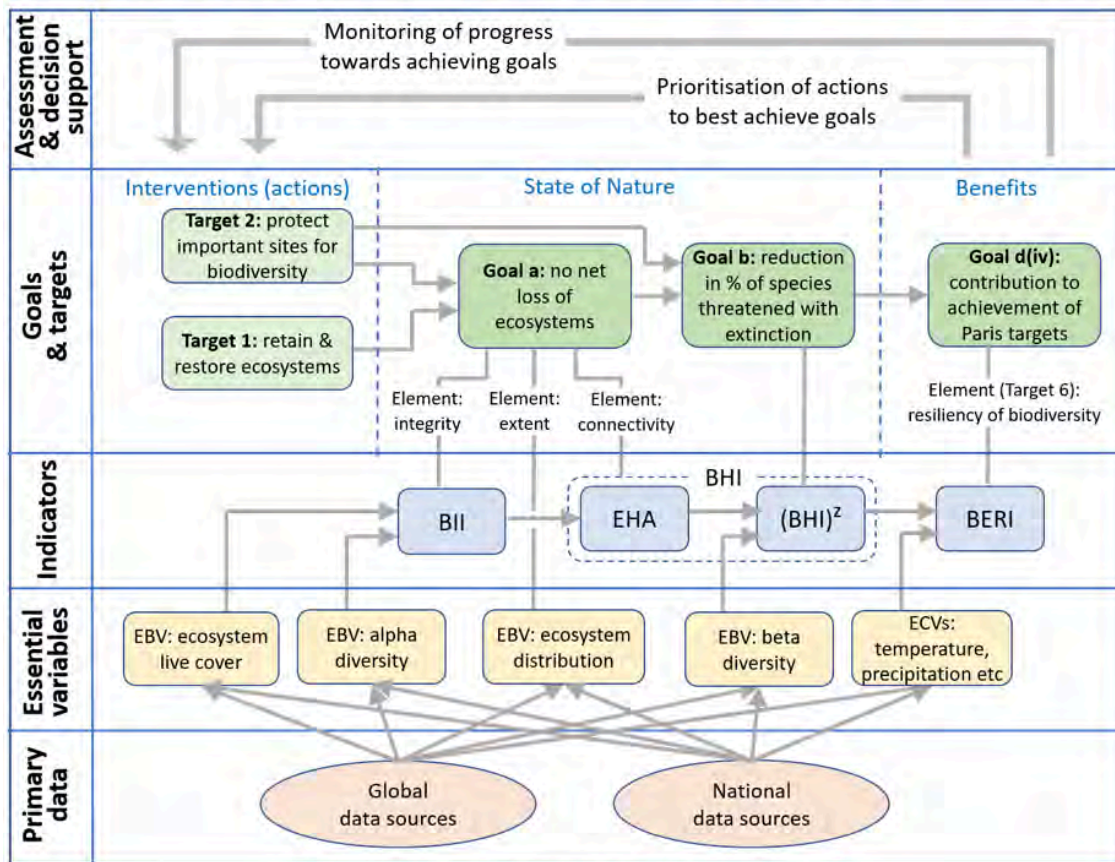 Assessment
& decision
support
Monitoring of progress
towards achieving goals
Prioritisation of actions
to best achieve goals
Goals
& targets
Interventions (actions)
State of Nature
Benefits
Target 2: protect
important sites for
biodiversity
Target 1: retain &
restore ecosystems
Goal a: no net
loss of
ecosystems
Goal b: reduction
in % of species
threatened with
extinction
Goal d(iv):
contribution to
achievement of
Paris targets
Element:
integrity
Element:
extent
Element:
connectivity
Element (Target 6):
resiliency of biodiversity
Indicators
BII
BHI
EHA
(BHI)ᶻ
BERI
Essential
variables
EBV: ecosystem
live cover
EBV: alpha
diversity
EBV: ecosystem
distribution
EBV: beta
diversity
ECVs:
temperature,
precipitation etc
Primary
data
Global
data sources
National
data sources